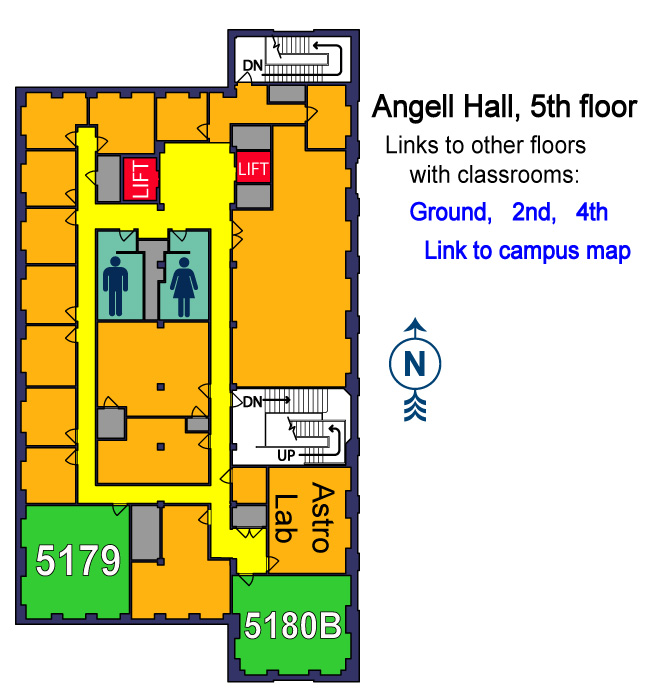 DN
Angell Hall, 5th floor
Links to other floors
with classrooms:
Ground, 2nd, 4th
Link to campus map
LIFT
LIFT
N
DN
UP
Astro
Lab
5179
5180B